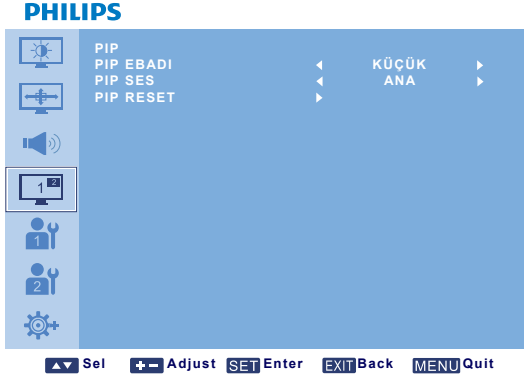 PHILIPS
PIP
PIP EBADI KÜÇÜK
PIP SES ANA
PIP RESET
1 2
1
2
Sel Adjust SET Enter EXIT Back MENU Quit